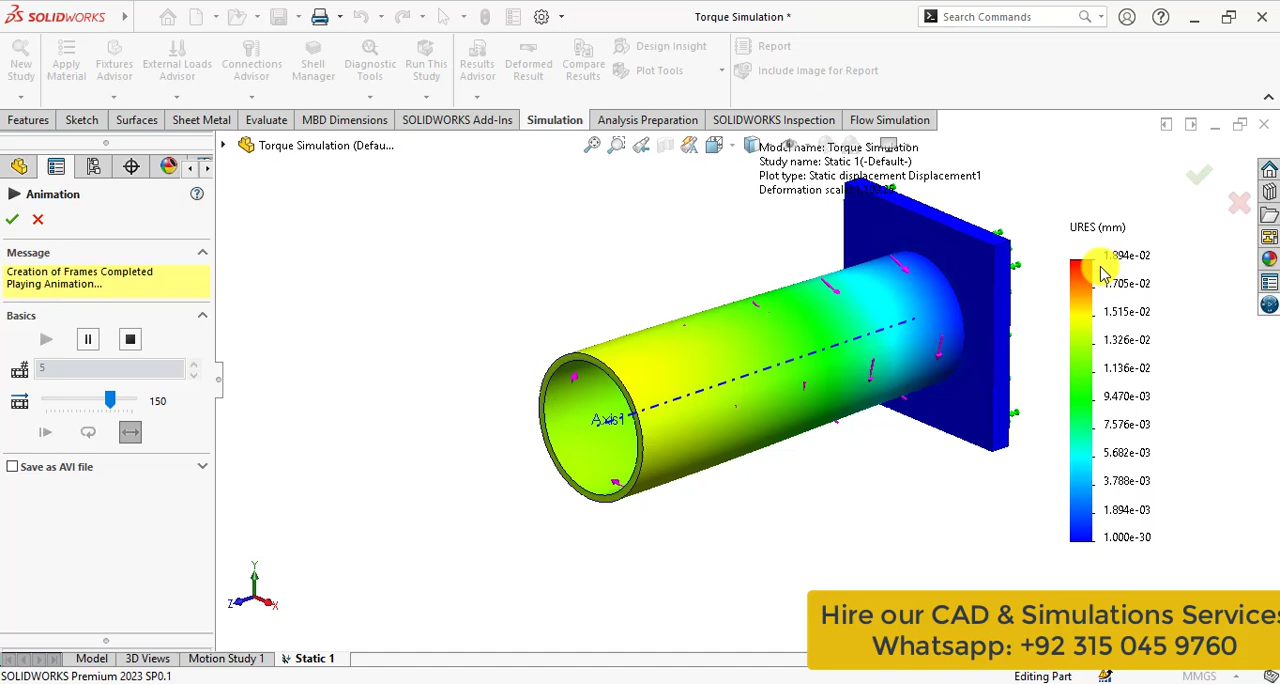 SOLIDWORKS
Torque Simulation *
Search Commands
New Study
Apply Material
Fixtures Advisor
External Loads Advisor
Connections Advisor
Shell Manager
Diagnostic Tools
Run This Study
Results Advisor
Deformed Result
Compare Results
Design Insight
Plot Tools
Report
Include Image for Report
Features
Sketch
Surfaces
Sheet Metal
Evaluate
MBD Dimensions
SOLIDWORKS Add-Ins
Simulation
Analysis Preparation
SOLIDWORKS Inspection
Flow Simulation
Torque Simulation (Defau...
Model name: Torque Simulation
Study name: Static 1(-Default-)
Plot type: Static displacement Displacement1
Animation
Message
Creation of Frames Completed
Playing Animation...
Basics
5
150
Save as AVI file
Axis1
URES (mm)
1.894e-02
1.705e-02
1.515e-02
1.326e-02
1.136e-02
9.470e-03
7.576e-03
5.682e-03
3.788e-03
1.894e-03
1.000e-30
Y
Z
X
Hire our CAD & Simulations Services
Whatsapp: +92 315 045 9760
Model
3D Views
Motion Study 1
Static 1
SOLIDWORKS Premium 2023 SP0.1
Editing Part
MMGS